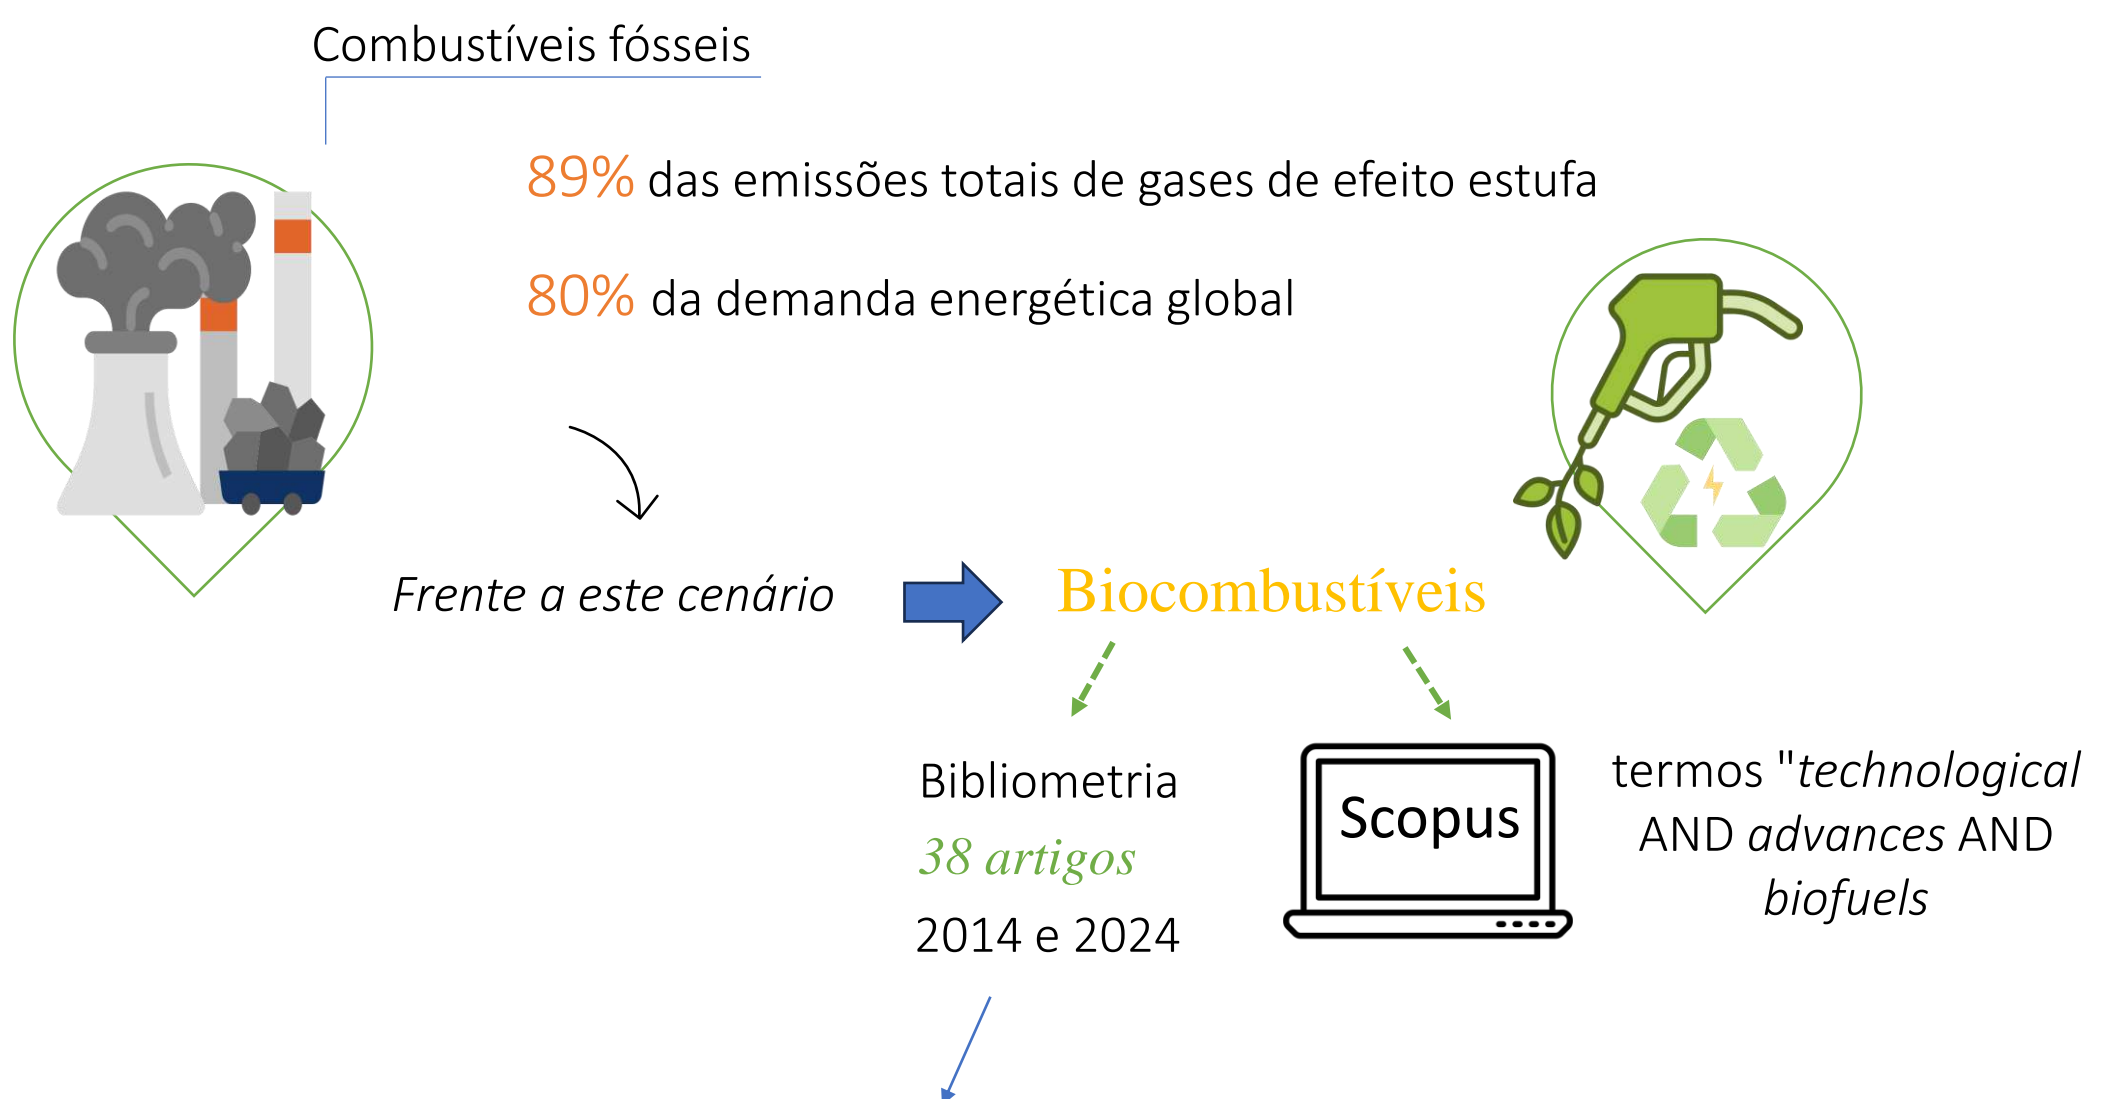 Combustíveis fósseis
89% das emissões totais de gases de efeito estufa
80% da demanda energética global
Frente a este cenário
Biocombustíveis
Bibliometria
38 artigos
2014 e 2024
Scopus
termos "technological
AND advances AND
biofuels